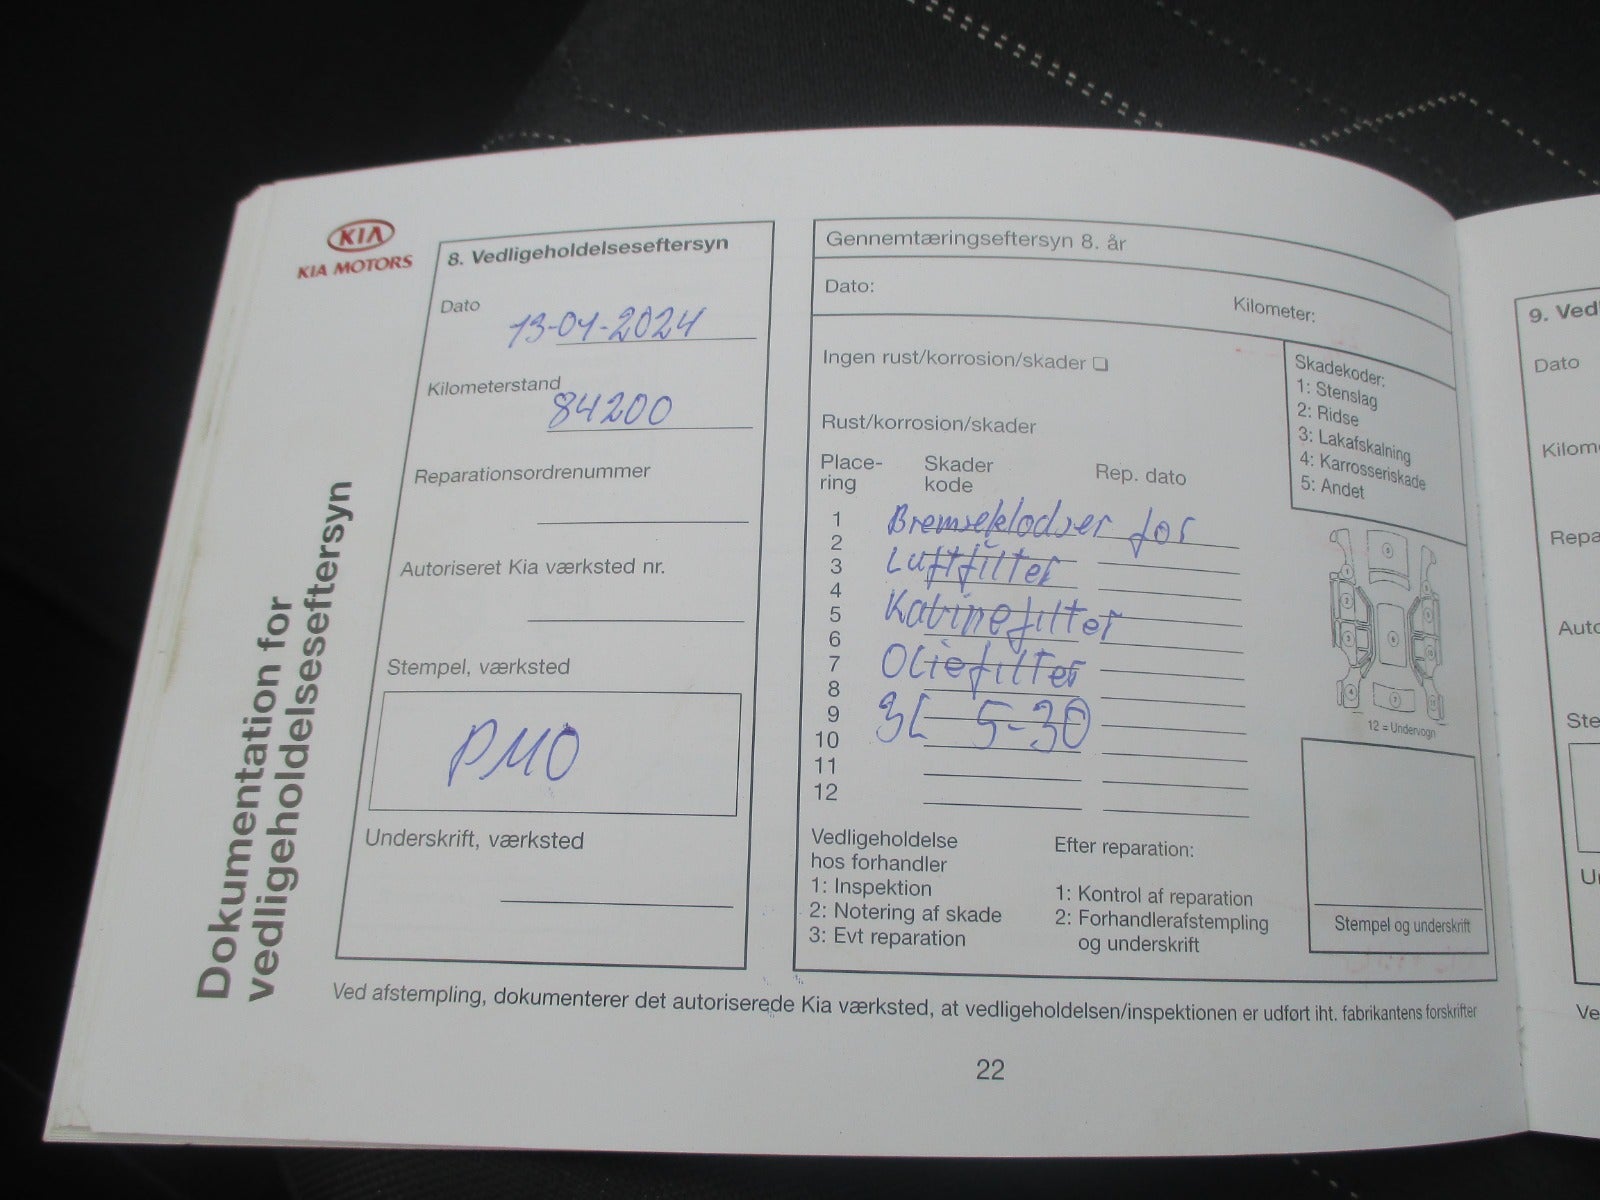 KIA
KIA MOTORS
Dokumentation for
vedligeholdelseseftersyn
8. Vedligeholdelseseftersyn
Dato
13-01-2024
Kilometerstand
84200
Reparationsordrenummer
Autoriseret Kia værksted nr.
Stempel, værksted
PMO
Underskrift, værksted
Gennemtæringseftersyn 8. år
Dato:
Kilometer:
Ingen rust/korrosion/skader ❏
Rust/korrosion/skader
Skadekoder:
1: Stenslag
2: Ridse
3: Lakafskalning
4: Karrosseriskade
5: Andet
Place-
ring
Skader
kode
Rep. dato
1
2
3
4
5
6
7
8
9
10
11
12
Bremseklodser for
Luftfilter
Kabinefilter
Oliefilter
3L 5-30
12 = Undervogn
Vedligeholdelse
hos forhandler
1: Inspektion
2: Notering af skade
3: Evt reparation
Efter reparation:
1: Kontrol af reparation
2: Forhandlerafstempling
og underskrift
Stempel og underskrift
Ved afstempling, dokumenterer det autoriserede Kia værksted, at vedligeholdelsen/inspektionen er udført iht. fabrikantens forskrifter
22
9. Ved
Dato
Kilom
Repa
Auto
Ste
Ve